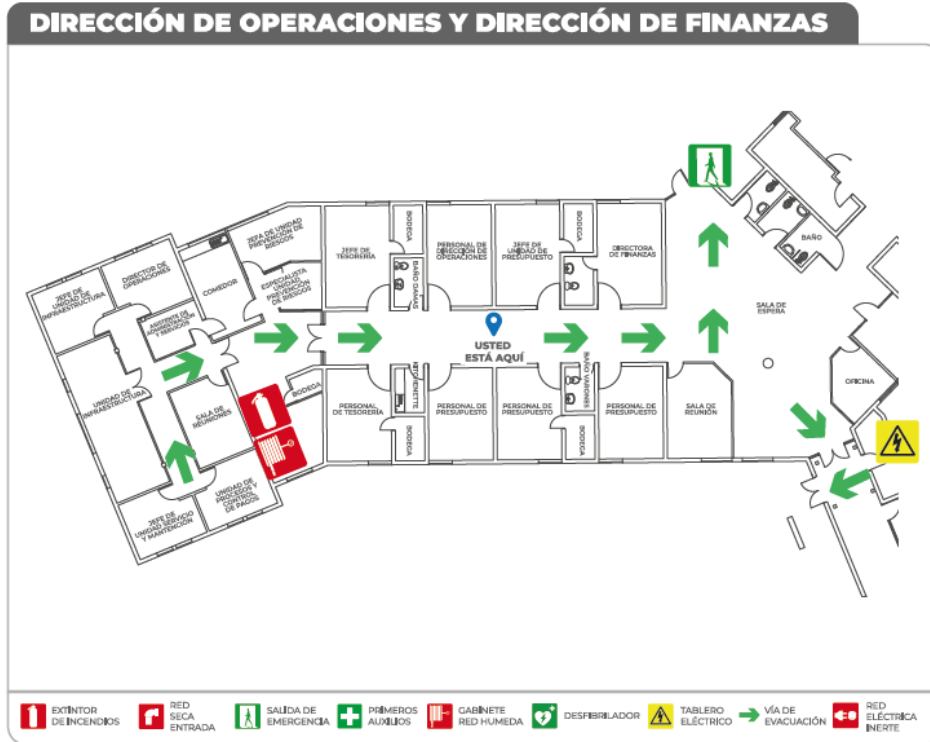 DIRECCIÓN DE OPERACIONES Y DIRECCIÓN DE FINANZAS
JEFE DE
UNIDAD DE
INFRAESTRUCTURA
DIRECTOR DE
OPERACIONES
ASISTENTE DE
ADMINISTRADOR
Y SERVICIOS
COMEDOR
JEFA DE UNIDAD
PREVENCIÓN DE
RIESGOS
ESPECIALISTA
UNIDAD
PREVENCIÓN
DE RIESGOS
JEFE DE
TESORERÍA
BODEGA
BAÑO DAMAS
PERSONAL DE
DIRECCIÓN DE
OPERACIONES
JEFE DE
UNIDAD DE
PRESUPUESTO
BODEGA
DIRECTORA
DE FINANZAS
BAÑO
SALA DE
ESPERA
USTED
ESTÁ AQUÍ
UNIDAD DE
INFRAESTRUCTURA
SALA DE
REUNIONES
BODEGA
PERSONAL
DE TESORERÍA
KITCHENETTE
BODEGA
PERSONAL DE
PRESUPUESTO
PERSONAL DE
PRESUPUESTO
BAÑO VARONES
BODEGA
PERSONAL DE
PRESUPUESTO
SALA DE
REUNIÓN
OFICINA
JEFE DE
UNIDAD SERVICIO
Y MANTENCIÓN
UNIDAD DE
PROCESOS Y
CONTROL
DE PAGOS
EXTINTOR
DE INCENDIOS
RED
SECA
ENTRADA
SALIDA DE
EMERGENCIA
PRIMEROS
AUXILIOS
GABINETE
RED HUMEDA
DESFIBRILADOR
TABLERO
ELÉCTRICO
VÍA DE
EVACUACIÓN
RED
ELÉCTRICA
INERTE